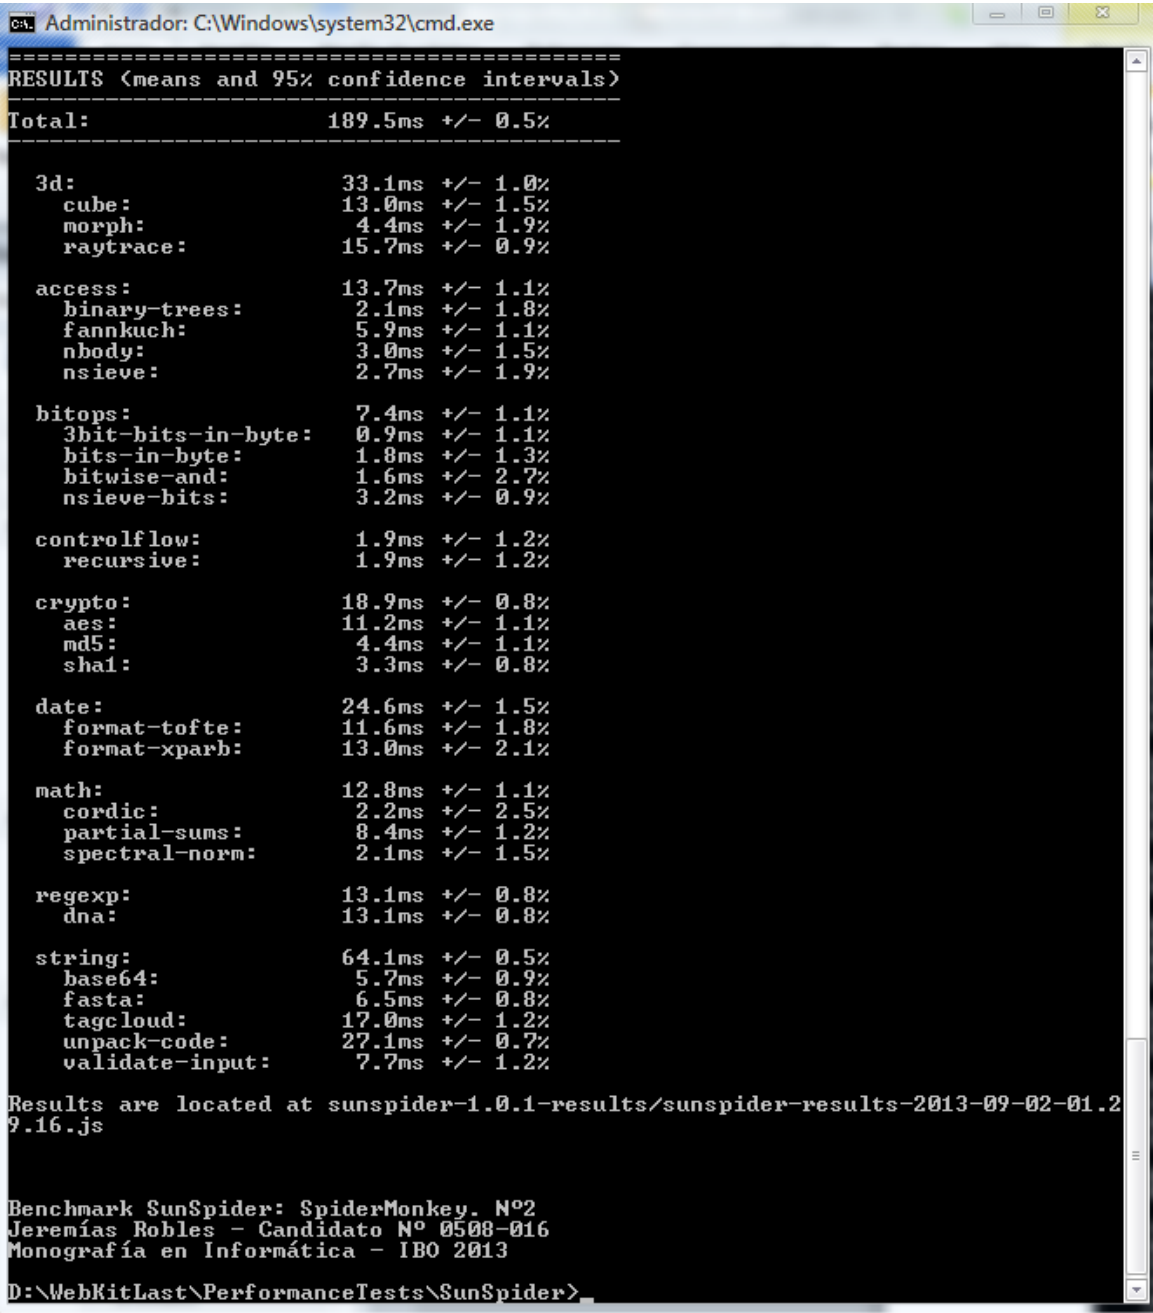 Administrador: C:\Windows\system32\cmd.exe
============================================
RESULTS (means and 95% confidence intervals)
--------------------------------------------
Total:                 189.5ms +/- 0.5%
--------------------------------------------
  3d:                   33.1ms +/- 1.0%
    cube:               13.0ms +/- 1.5%
    morph:               4.4ms +/- 1.9%
    raytrace:           15.7ms +/- 0.9%
  access:               13.7ms +/- 1.1%
    binary-trees:        2.1ms +/- 1.8%
    fannkuch:            5.9ms +/- 1.1%
    nbody:               3.0ms +/- 1.5%
    nsieve:              2.7ms +/- 1.9%
  bitops:                7.4ms +/- 1.1%
    3bit-bits-in-byte:   0.9ms +/- 1.1%
    bits-in-byte:        1.8ms +/- 1.3%
    bitwise-and:         1.6ms +/- 2.7%
    nsieve-bits:         3.2ms +/- 0.9%
  controlflow:           1.9ms +/- 1.2%
    recursive:           1.9ms +/- 1.2%
  crypto:               18.9ms +/- 0.8%
    aes:                11.2ms +/- 1.1%
    md5:                 4.4ms +/- 1.1%
    sha1:                3.3ms +/- 0.8%
  date:                 24.6ms +/- 1.5%
    format-tofte:       11.6ms +/- 1.8%
    format-xparb:       13.0ms +/- 2.1%
  math:                 12.8ms +/- 1.1%
    cordic:              2.2ms +/- 2.5%
    partial-sums:        8.4ms +/- 1.2%
    spectral-norm:       2.1ms +/- 1.5%
  regexp:               13.1ms +/- 0.8%
    dna:                13.1ms +/- 0.8%
  string:               64.1ms +/- 0.5%
    base64:              5.7ms +/- 0.9%
    fasta:               6.5ms +/- 0.8%
    tagcloud:           17.0ms +/- 1.2%
    unpack-code:        27.1ms +/- 0.7%
    validate-input:      7.7ms +/- 1.2%
Results are located at sunspider-1.0.1-results/sunspider-results-2013-09-02-01.2
9.16.js
Benchmark SunSpider: SpiderMonkey. Nº2
Jeremías Robles - Candidato Nº 0508-016
Monografía en Informática - IBO 2013
D:\WebKitLast\PerformanceTests\SunSpider>_